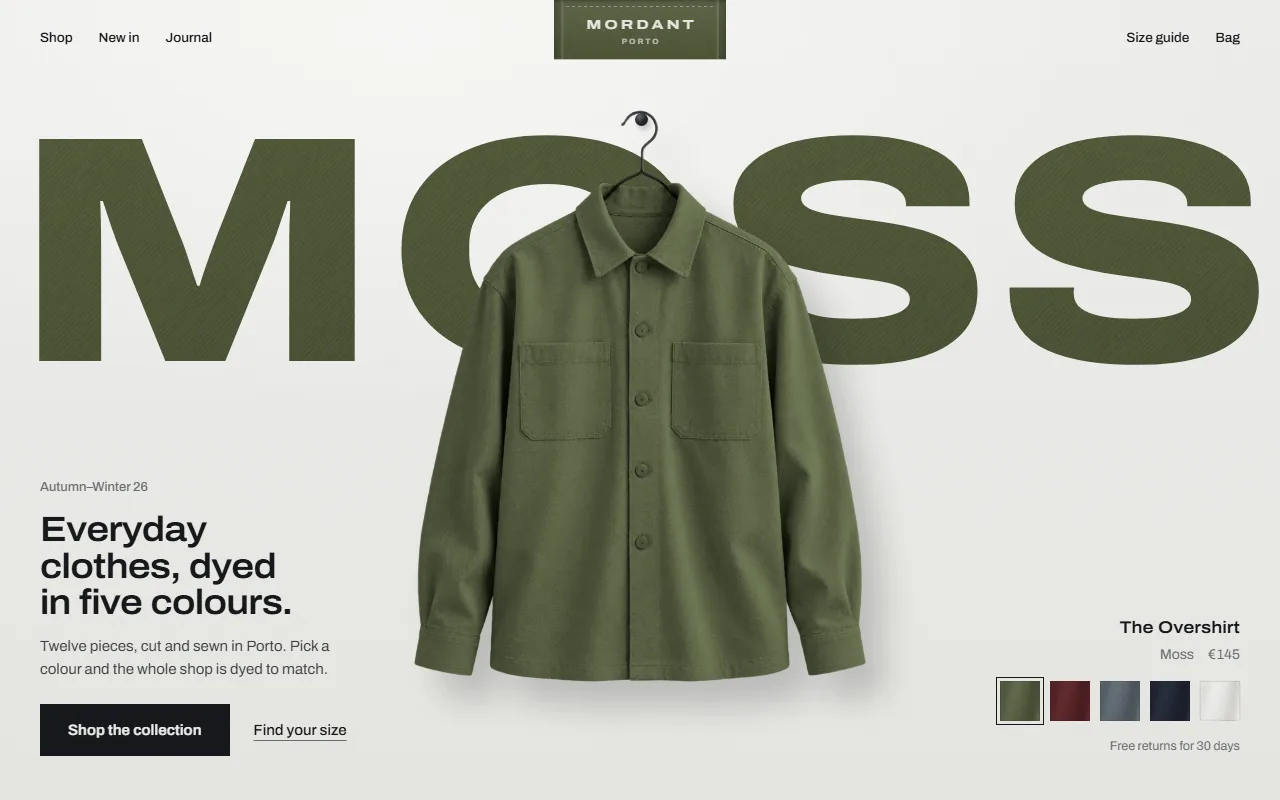 Shop
New in
Journal
MORDANT
PORTO
Size guide
Bag
MOSS
Autumn–Winter 26
Everyday
clothes, dyed
in five colours.
Twelve pieces, cut and sewn in Porto. Pick a
colour and the whole shop is dyed to match.
Shop the collection
Find your size
The Overshirt
Moss €145
Free returns for 30 days